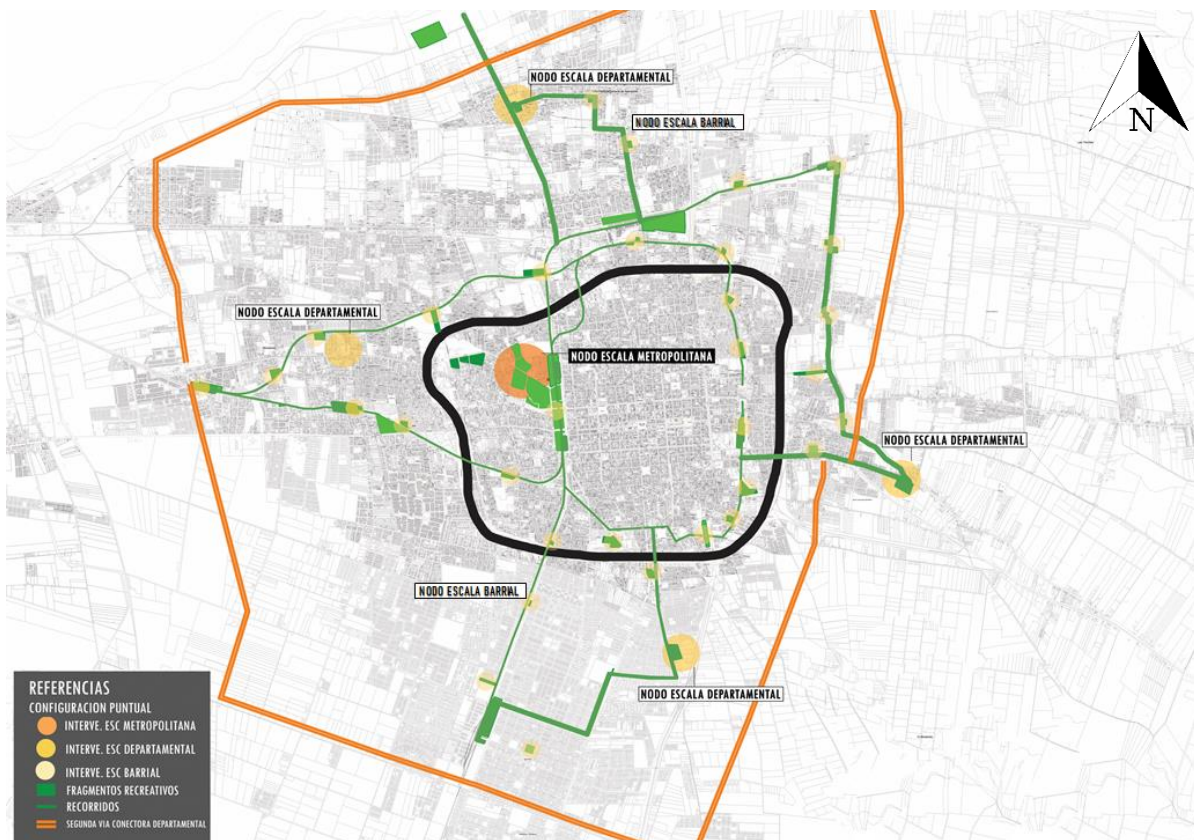 NODO ESCALA DEPARTAMENTAL
N
NODO ESCALA BARRIAL
NODO ESCALA DEPARTAMENTAL
NODO ESCALA METROPOLITANA
NODO ESCALA DEPARTAMENTAL
NODO ESCALA BARRIAL
NODO ESCALA DEPARTAMENTAL
REFERENCIAS
CONFIGURACION PUNTUAL
INTERVE. ESC METROPOLITANA
INTERVE. ESC DEPARTAMENTAL
INTERVE. ESC BARRIAL
FRAGMENTOS RECREATIVOS
RECORRIDOS
SEGUNDA VIA CONECTORA DEPARTAMENTAL